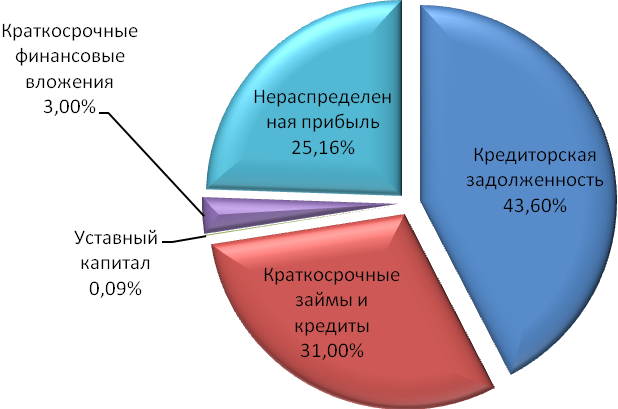 Краткосрочные
финансовые
вложения
3,00%
Нераспределен
ная прибыль
25,16%
Кредиторская
задолженность
43,60%
Уставный
капитал
0,09%
Краткосрочные
займы и
кредиты
31,00%